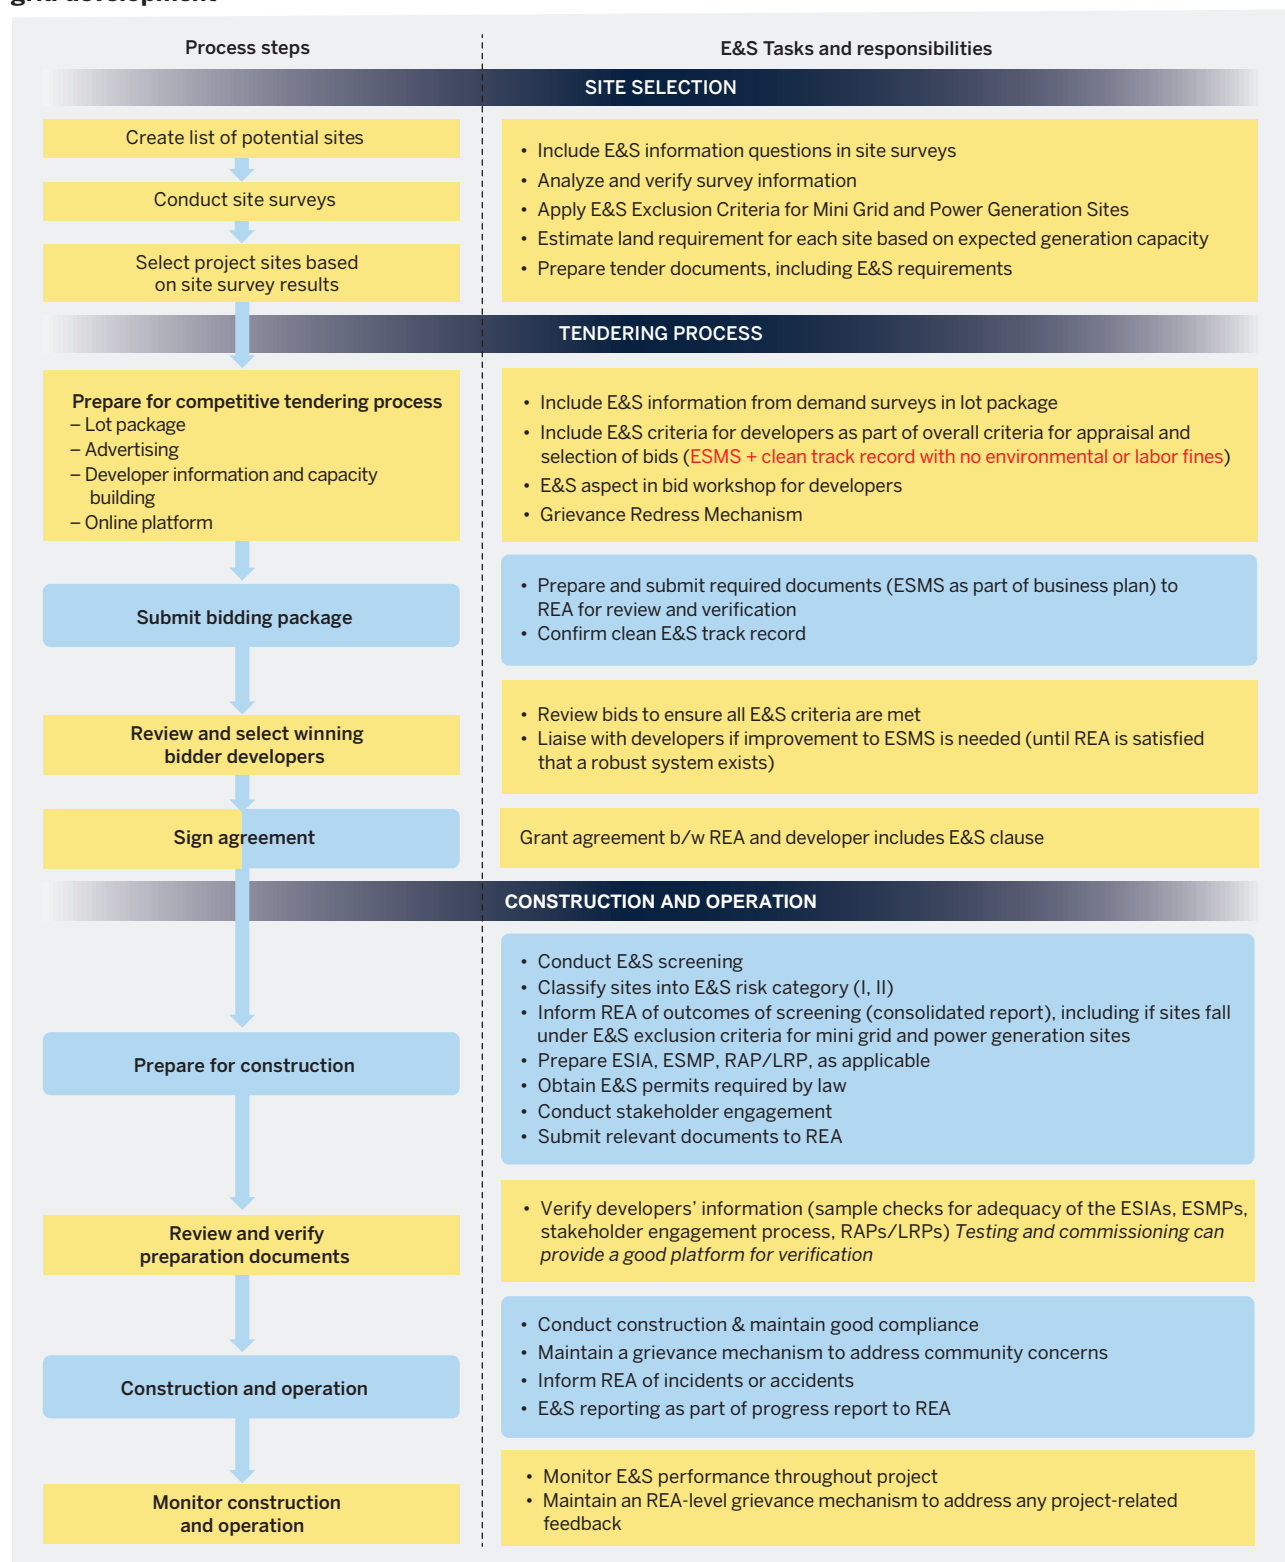 grid development
Process steps
E&S Tasks and responsibilities
SITE SELECTION
Create list of potential sites
Conduct site surveys
Select project sites based
on site survey results
• Include E&S information questions in site surveys
• Analyze and verify survey information
• Apply E&S Exclusion Criteria for Mini Grid and Power Generation Sites
• Estimate land requirement for each site based on expected generation capacity
• Prepare tender documents, including E&S requirements
TENDERING PROCESS
Prepare for competitive tendering process
– Lot package
– Advertising
– Developer information and capacity
building
– Online platform
• Include E&S information from demand surveys in lot package
• Include E&S criteria for developers as part of overall criteria for appraisal and
selection of bids (ESMS + clean track record with no environmental or labor fines)
• E&S aspect in bid workshop for developers
• Grievance Redress Mechanism
Submit bidding package
• Prepare and submit required documents (ESMS as part of business plan) to
REA for review and verification
• Confirm clean E&S track record
Review and select winning
bidder developers
• Review bids to ensure all E&S criteria are met
• Liaise with developers if improvement to ESMS is needed (until REA is satisfied
that a robust system exists)
Sign agreement
Grant agreement b/w REA and developer includes E&S clause
CONSTRUCTION AND OPERATION
Prepare for construction
• Conduct E&S screening
• Classify sites into E&S risk category (I, II)
• Inform REA of outcomes of screening (consolidated report), including if sites fall
under E&S exclusion criteria for mini grid and power generation sites
• Prepare ESIA, ESMP, RAP/LRP, as applicable
• Obtain E&S permits required by law
• Conduct stakeholder engagement
• Submit relevant documents to REA
Review and verify
preparation documents
• Verify developers’ information (sample checks for adequacy of the ESIAs, ESMPs,
stakeholder engagement process, RAPs/LRPs) Testing and commissioning can
provide a good platform for verification
Construction and operation
• Conduct construction & maintain good compliance
• Maintain a grievance mechanism to address community concerns
• Inform REA of incidents or accidents
• E&S reporting as part of progress report to REA
Monitor construction
and operation
• Monitor E&S performance throughout project
• Maintain an REA-level grievance mechanism to address any project-related
feedback